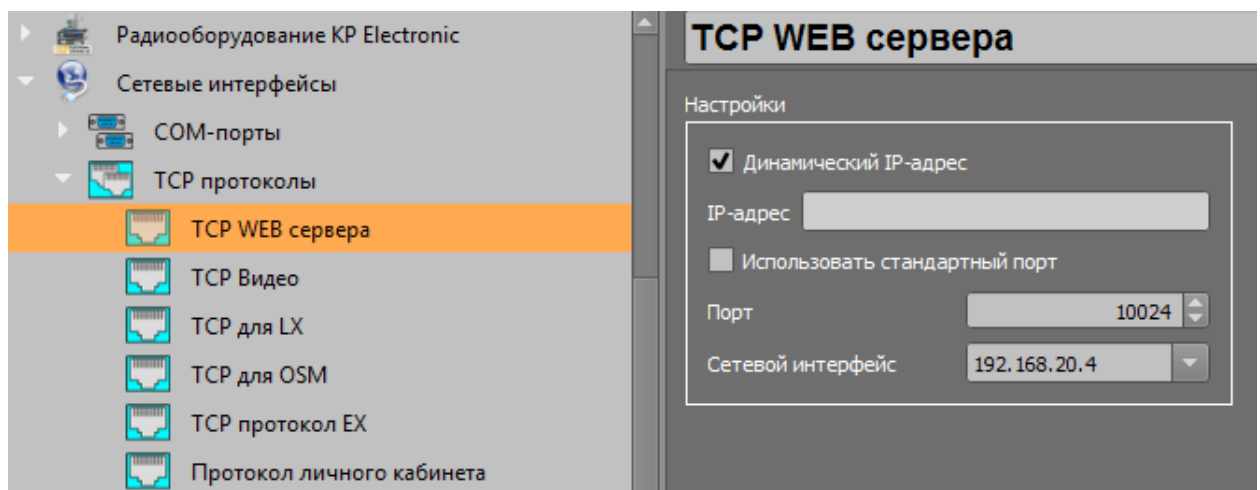 Радиооборудование KP Electronic
Сетевые интерфейсы
COM-порты
TCP протоколы
TCP WEB сервера
TCP Видео
TCP для LX
TCP для OSM
TCP протокол EX
Протокол личного кабинета
TCP WEB сервера
Настройки
Динамический IP-адрес
IP-адрес
Использовать стандартный порт
Порт 10024
Сетевой интерфейс 192.168.20.4